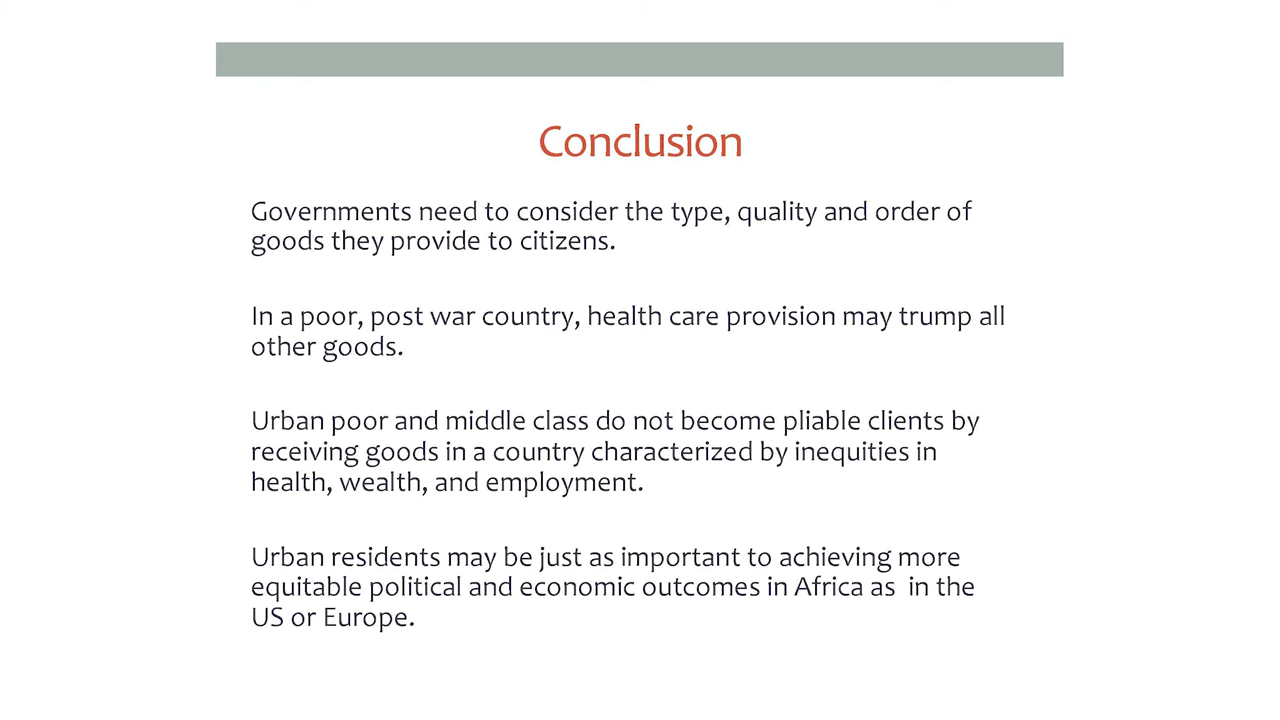 Conclusion
Governments need to consider the type, quality and order of
goods they provide to citizens.
In a poor, post war country, health care provision may trump all
other goods.
Urban poor and middle class do not become pliable clients by
receiving goods in a country characterized by inequities in
health, wealth, and employment.
Urban residents may be just as important to achieving more
equitable political and economic outcomes in Africa as  in the
US or Europe.